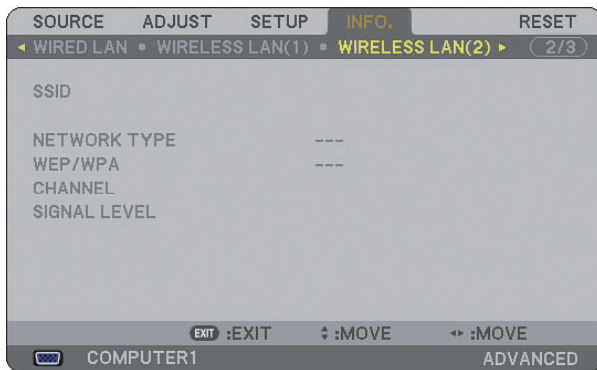 SOURCE ADJUST SETUP INFO. RESET
WIRED LAN • WIRELESS LAN(1) • WIRELESS LAN(2) 2/3
SSID
NETWORK TYPE ---
WEP/WPA ---
CHANNEL
SIGNAL LEVEL
EXIT :EXIT :MOVE :MOVE
COMPUTER1 ADVANCED